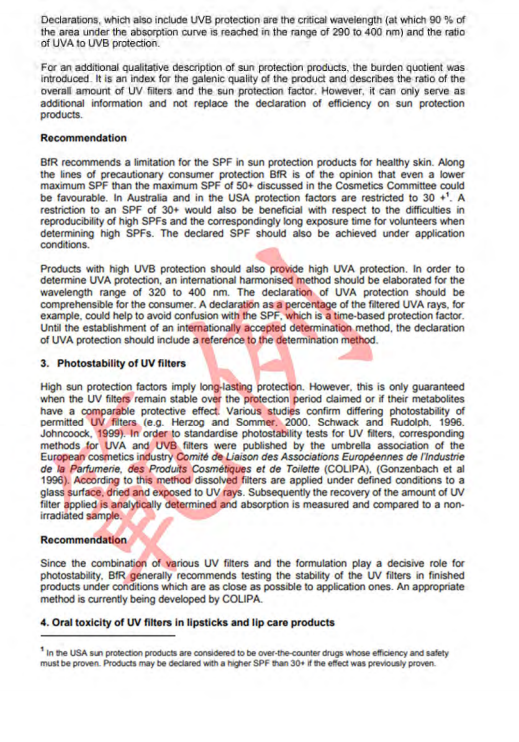 Declarations, which also include UVB protection are the critical wavelength (at which 90 % of
the area under the absorption curve is reached in the range of 290 to 400 nm) and the ratio
of UVA to UVB protection.
For an additional qualitative description of sun protection products, the burden quotient was
introduced. It is an index for the galenic quality of the product and describes the ratio of the
overall amount of UV filters and the sun protection factor. However, it can only serve as
additional information and not replace the declaration of efficiency on sun protection
products.
Recommendation
BfR recommends a limitation for the SPF in sun protection products for healthy skin. Along
the lines of precautionary consumer protection BfR is of the opinion that even a lower
maximum SPF than the maximum SPF of 50+ discussed in the Cosmetics Committee could
be favourable. In Australia and in the USA protection factors are restricted to 30 +¹. A
restriction to an SPF of 30+ would also be beneficial with respect to the difficulties in
reproducibility of high SPFs and the correspondingly long exposure time for volunteers when
determining high SPFs. The declared SPF should also be achieved under application
conditions.
Products with high UVB protection should also provide high UVA protection. In order to
determine UVA protection, an international harmonised method should be elaborated for the
wavelength range of 320 to 400 nm. The declaration of UVA protection should be
comprehensible for the consumer. A declaration as a percentage of the filtered UVA rays, for
example, could help to avoid confusion with the SPF, which is a time-based protection factor.
Until the establishment of an internationally accepted determination method, the declaration
of UVA protection should include a reference to the determination method.
3. Photostability of UV filters
High sun protection factors imply long-lasting protection. However, this is only guaranteed
when the UV filters remain stable over the protection period claimed or if their metabolites
have a comparable protective effect. Various studies confirm differing photostability of
permitted UV filters (e.g. Herzog and Sommer, 2000, Schwack and Rudolph, 1996,
Johncoock, 1999). In order to standardise photostability tests for UV filters, corresponding
methods for UVA and UVB filters were published by the umbrella association of the
European cosmetics industry Comité de Liaison des Associations Européennes de l'Industrie
de la Parfumerie, des Produits Cosmétiques et de Toilette (COLIPA), (Gonzenbach et al
1996). According to this method dissolved filters are applied under defined conditions to a
glass surface, dried and exposed to UV rays. Subsequently the recovery of the amount of UV
filter applied is analytically determined and absorption is measured and compared to a non-
irradiated sample.
Recommendation
Since the combination of various UV filters and the formulation play a decisive role for
photostability, BfR generally recommends testing the stability of the UV filters in finished
products under conditions which are as close as possible to application ones. An appropriate
method is currently being developed by COLIPA.
4. Oral toxicity of UV filters in lipsticks and lip care products
¹ In the USA sun protection products are considered to be over-the-counter drugs whose efficiency and safety
must be proven. Products may be declared with a higher SPF than 30+ if the effect was previously proven.
範例